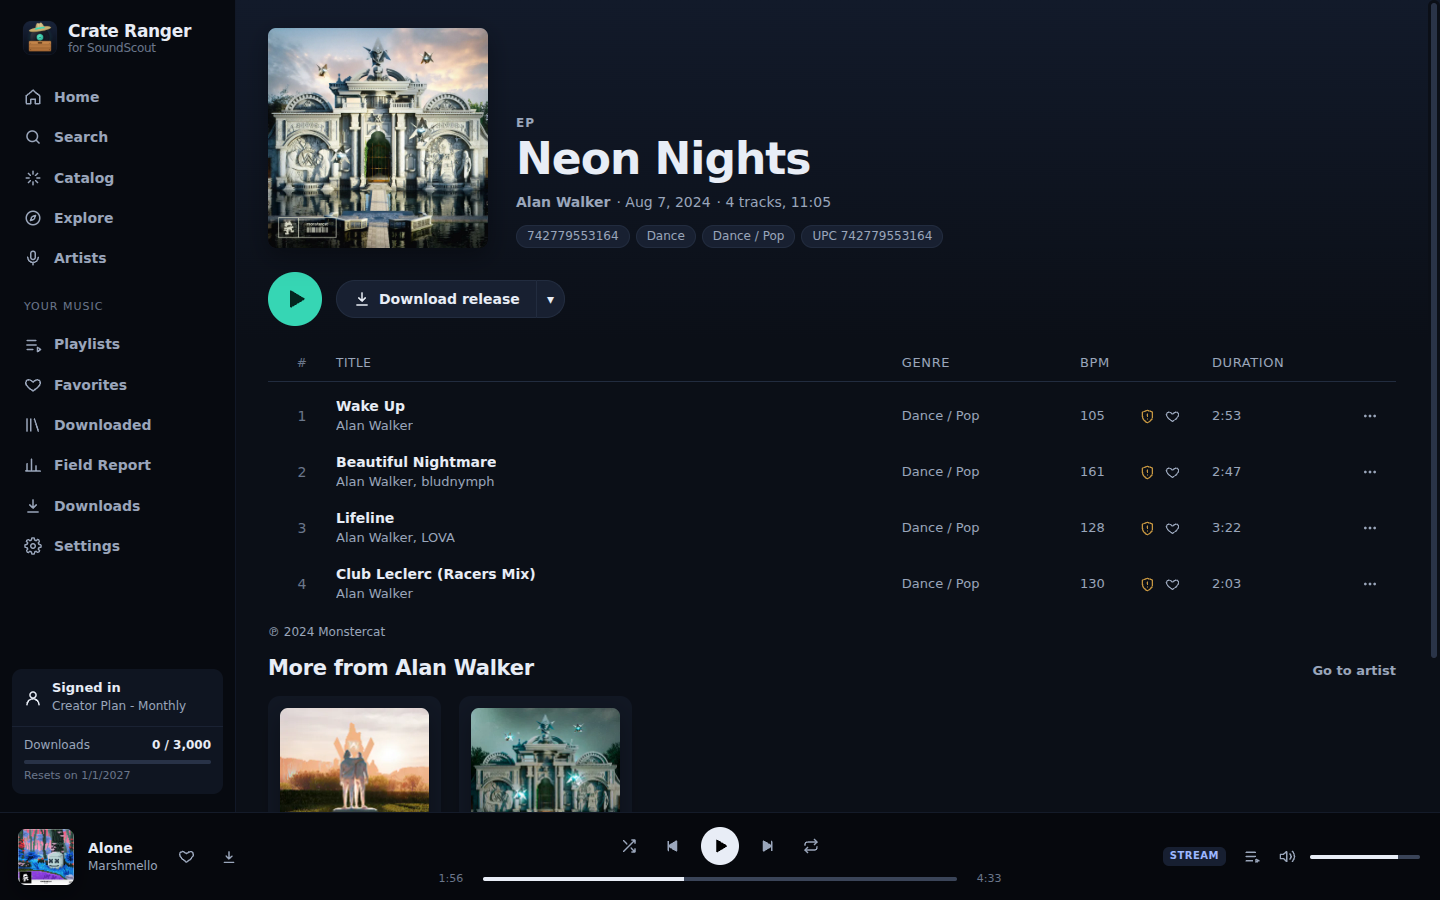 Crate Ranger
for SoundScout
Home
Search
Catalog
Explore
Artists
YOUR MUSIC
Playlists
Favorites
Downloaded
Field Report
Downloads
Settings
Signed in
Creator Plan - Monthly
Downloads 0 / 3,000
Resets on 1/1/2027
monstercat
EP
Neon Nights
Alan Walker · Aug 7, 2024 · 4 tracks, 11:05
742779553164 Dance Dance / Pop UPC 742779553164
Download release
# TITLE GENRE BPM DURATION
1 Wake Up Dance / Pop 105 2:53
Alan Walker
2 Beautiful Nightmare Dance / Pop 161 2:47
Alan Walker, bludnymph
3 Lifeline Dance / Pop 128 3:22
Alan Walker, LOVA
4 Club Leclerc (Racers Mix) Dance / Pop 130 2:03
Alan Walker
℗ 2024 Monstercat
More from Alan Walker Go to artist
Alone
Marshmello
1:56 4:33
STREAM